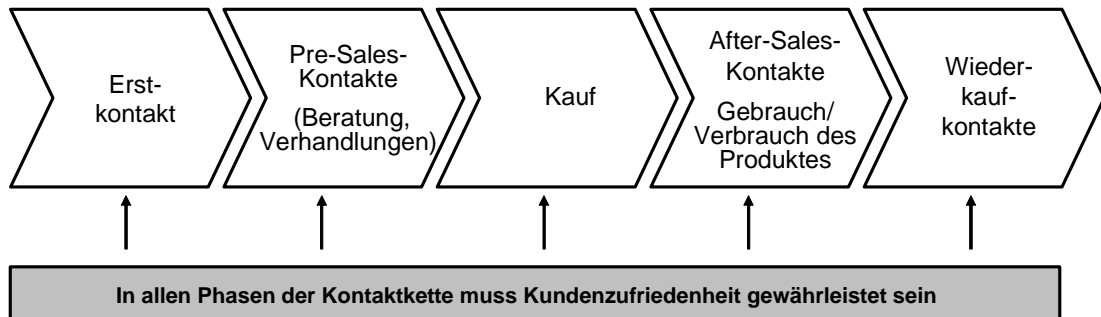 Erst-
kontakt
Pre-Sales-
Kontakte
(Beratung,
Verhandlungen)
Kauf
After-Sales-
Kontakte
Gebrauch/
Verbrauch des
Produktes
Wieder-
kauf-
kontakte
In allen Phasen der Kontaktkette muss Kundenzufriedenheit gewährleistet sein